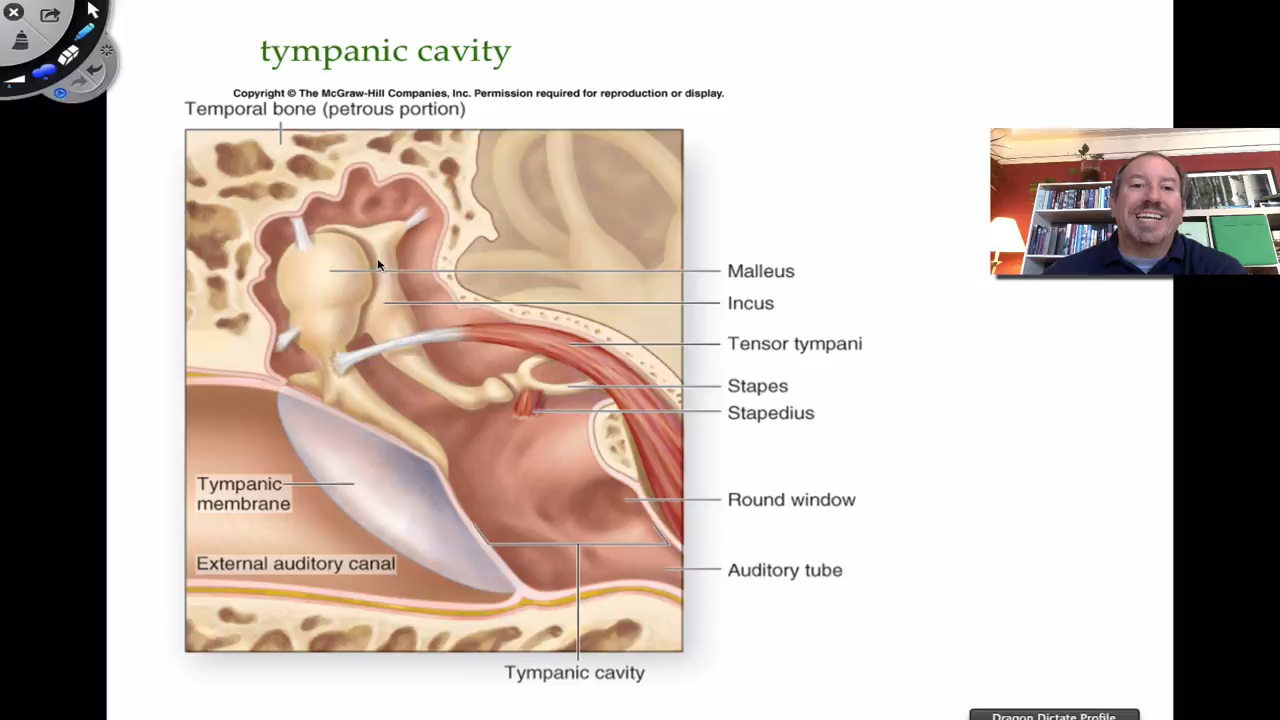 tympanic cavity
Copyright © The McGraw-Hill Companies, Inc. Permission required for reproduction or display.
Temporal bone (petrous portion)
Malleus
Incus
Tensor tympani
Stapes
Stapedius
Tympanic
membrane
Round window
External auditory canal
Auditory tube
Tympanic cavity
Dragon Dictate Profile